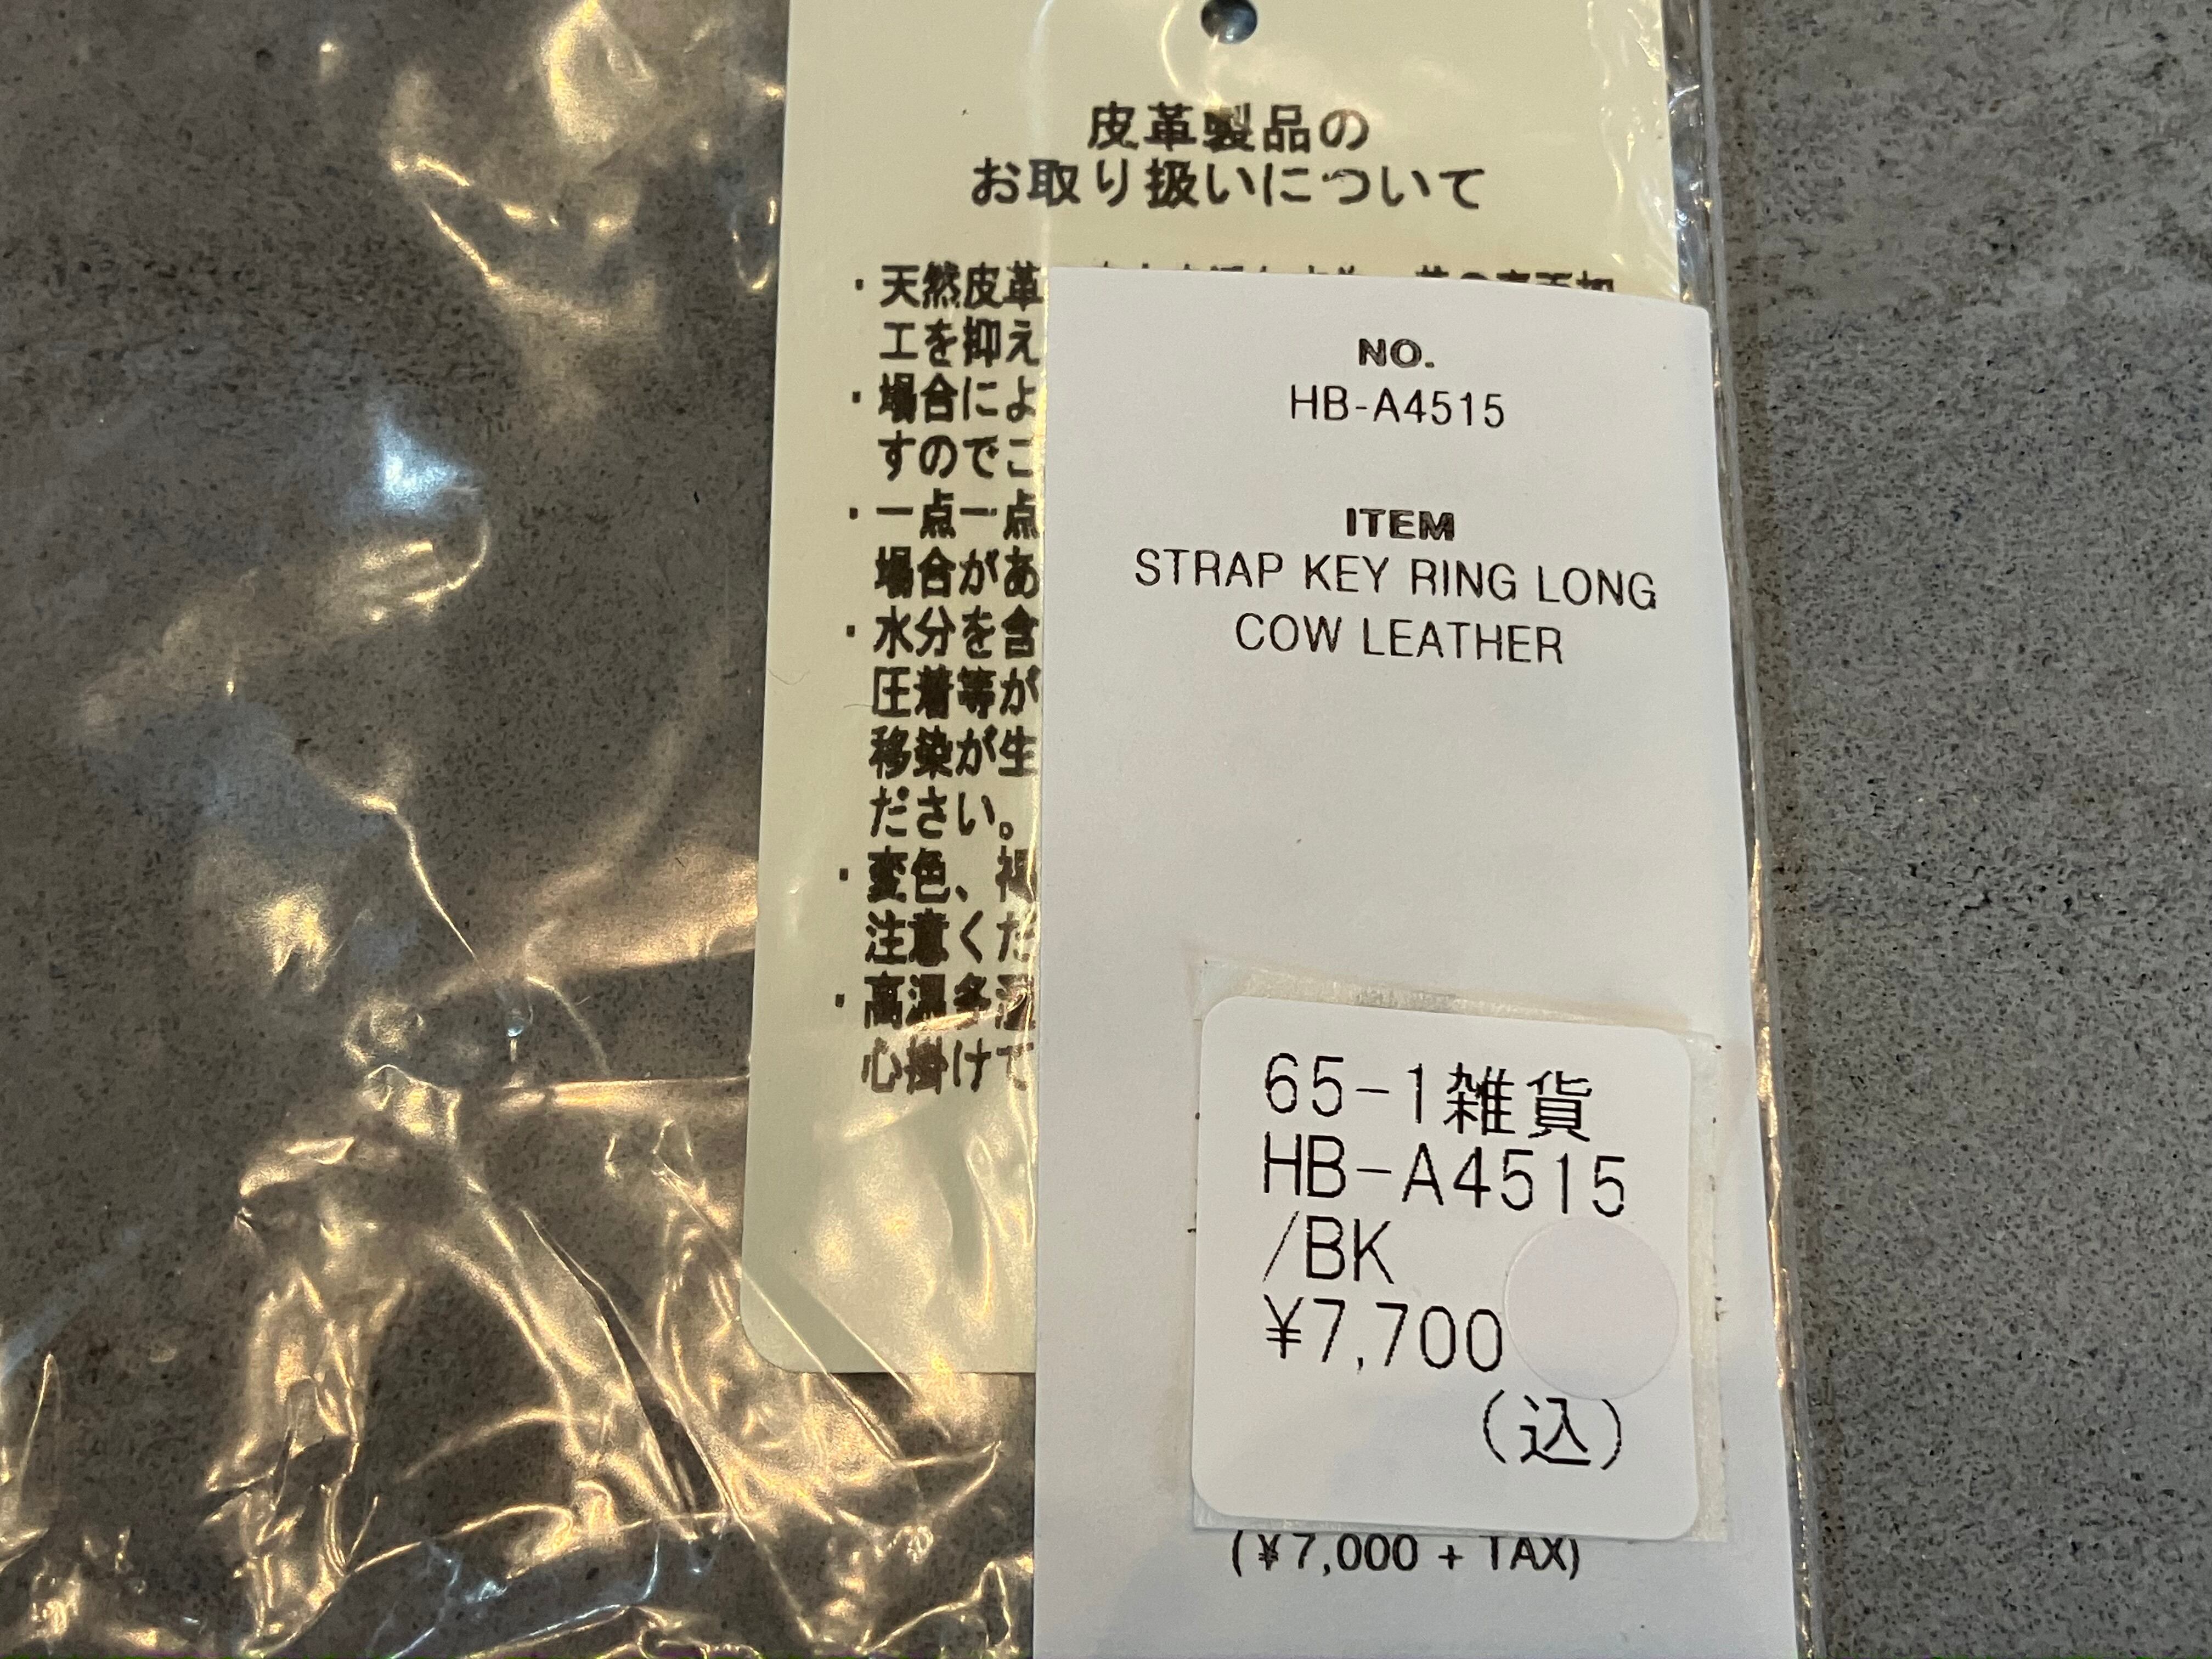 皮革製品の
お取り扱いについて
・天然皮革
工を抑え
・場合によ
すのでご
・一点一点
場合があ
・水分を含
圧着等が
移染が生
ださい。
・変色、褪
注意くだ
・高温多湿
心掛けて
NO.
HB-A4515
ITEM
STRAP KEY RING LONG
COW LEATHER
65-1雑貨
HB-A4515
/BK
¥7,700
(込)
(¥7,000 + TAX)